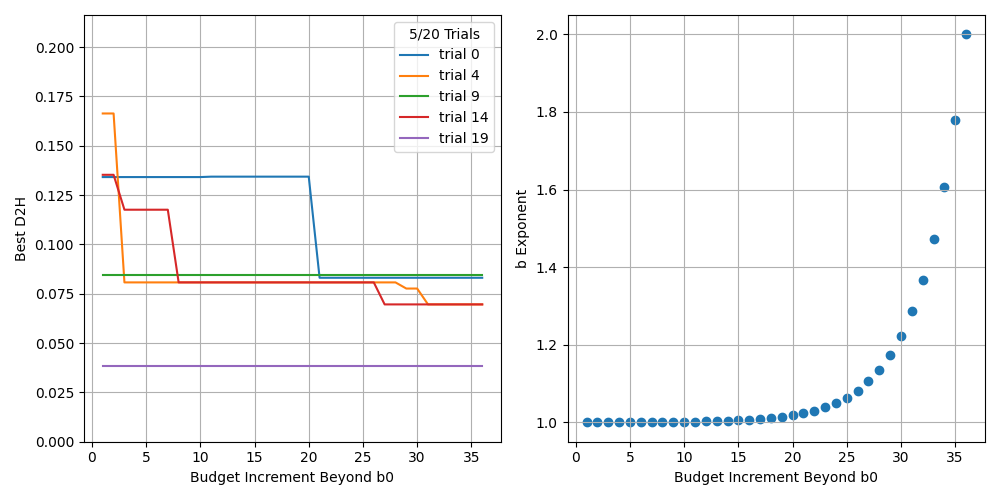 5/20 Trials
trial 0
trial 4
trial 9
trial 14
trial 19
0.200
0.175
0.150
0.125
0.100
0.075
0.050
0.025
0.000
Best D2H
0 5 10 15 20 25 30 35
Budget Increment Beyond b0
2.0
1.8
1.6
1.4
1.2
1.0
b Exponent
0 5 10 15 20 25 30 35
Budget Increment Beyond b0